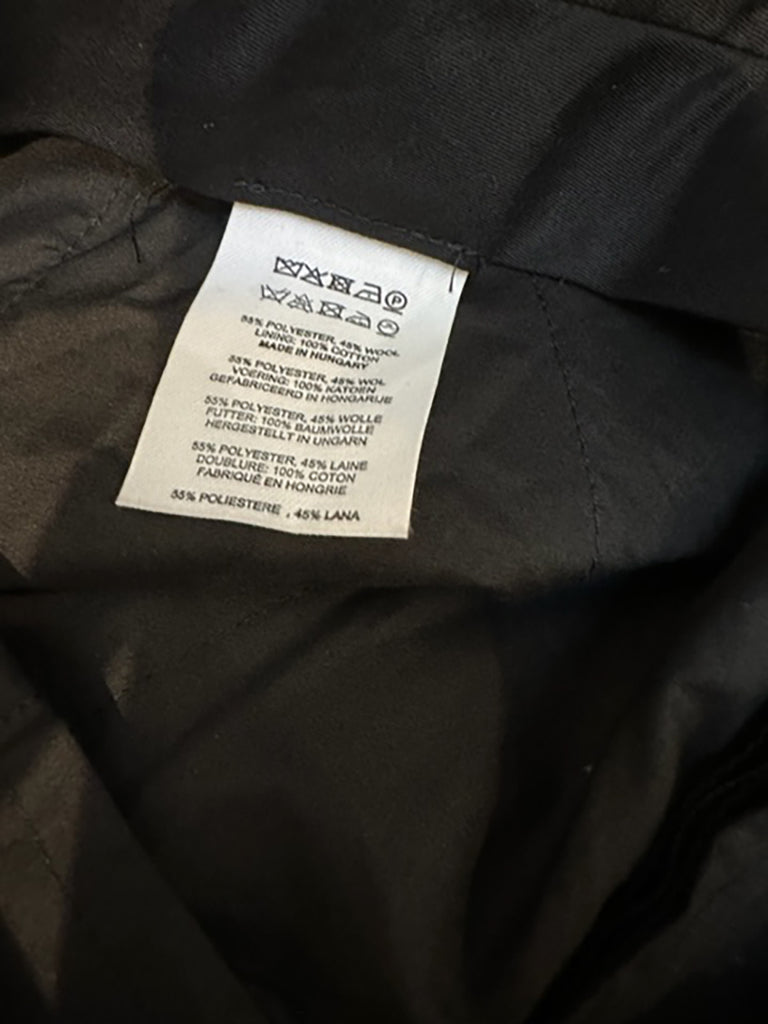 P
55% POLYESTER, 45% WOOL
LINING: 100% COTTON
MADE IN HUNGARY
55% POLYESTER, 45% WOL
VOERING: 100% KATOEN
GEFABRICEERD IN HONGARIJE
55% POLYESTER, 45% WOLLE
FUTTER: 100% BAUMWOLLE
HERGESTELLT IN UNGARN
55% POLYESTER, 45% LAINE
DOUBLURE: 100% COTON
FABRIQUÉ EN HONGRIE
55% POLIESTERE , 45% LANA